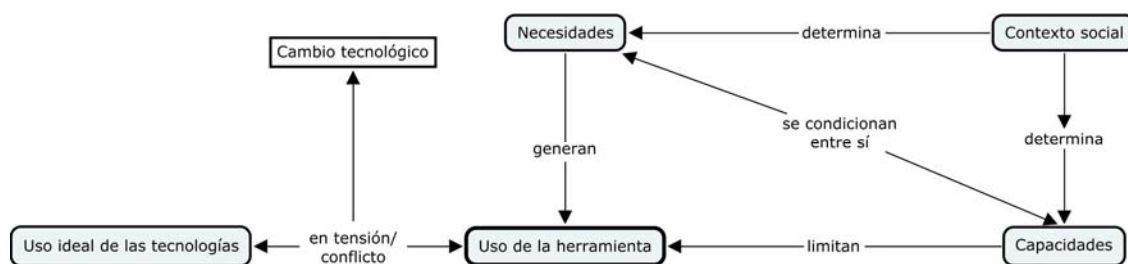 Necesidades
determina
Contexto social
Cambio tecnológico
se condicionan
entre sí
generan
determina
Uso ideal de las tecnologías
en tensión/
conflicto
Uso de la herramienta
limitan
Capacidades